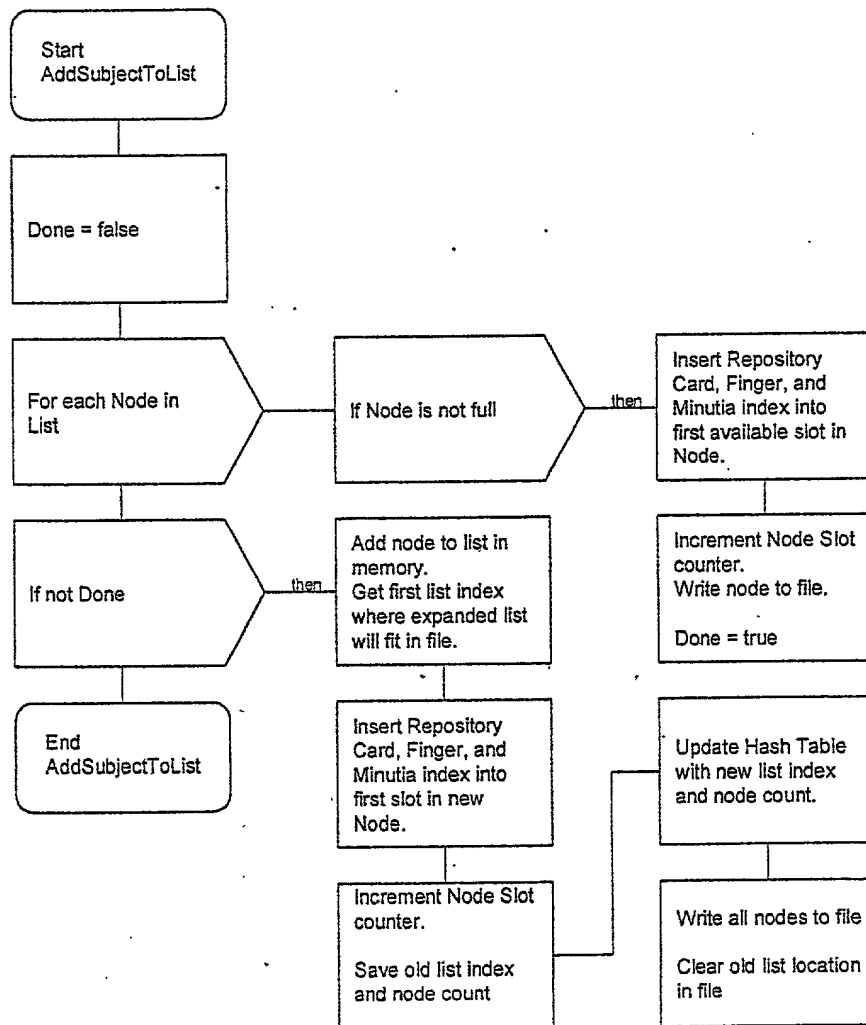 Start
AddSubjectToList
Done = false
For each Node in
List
If Node is not full
then
Insert Repository
Card, Finger, and
Minutia index into
first available slot in
Node.
Increment Node Slot
counter.
Write node to file.
Done = true
If not Done
then
Add node to list in
memory.
Get first list index
where expanded list
will fit in file.
Insert Repository
Card, Finger, and
Minutia index into
first slot in new
Node.
Increment Node Slot
counter.
Save old list index
and node count
Update Hash Table
with new list index
and node count.
Write all nodes to file
Clear old list location
in file
End
AddSubjectToList